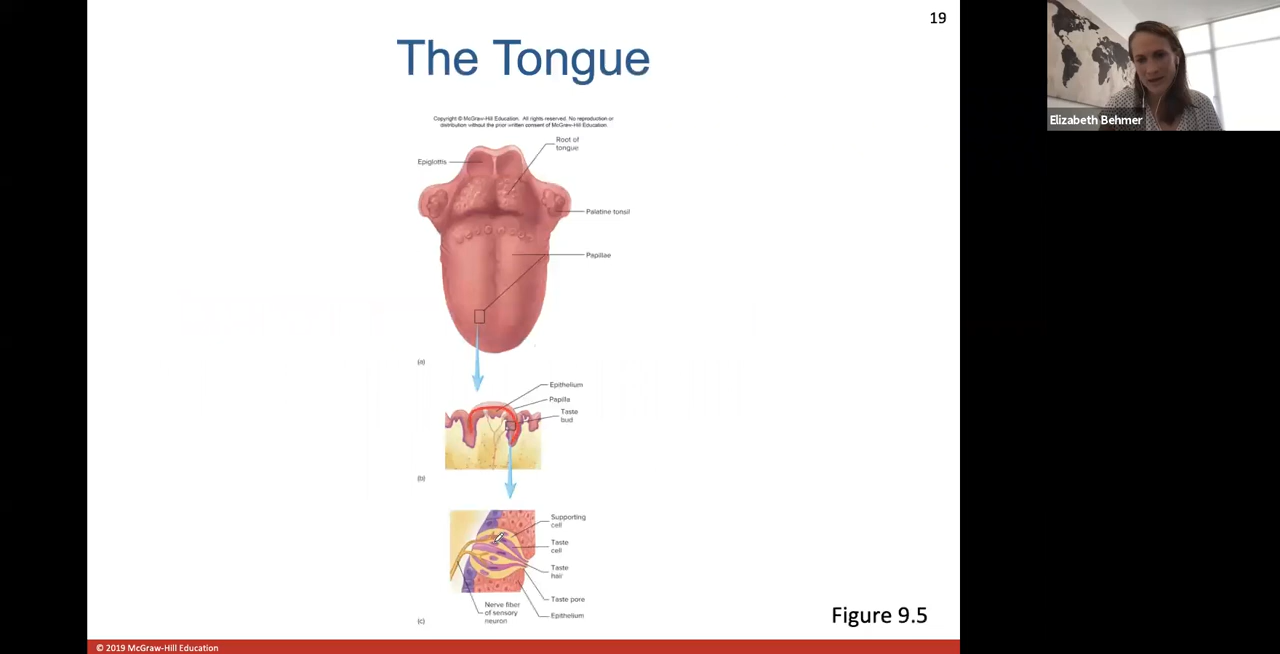 19
The Tongue
Copyright © McGraw-Hill Education. All rights reserved. No reproduction or
distribution without the prior written consent of McGraw-Hill Education.
Root of
tongue
Epiglottis
Palatine tonsil
Papillae
(a)
Epithelium
Papilla
Taste
bud
(b)
Supporting
cell
Taste
cell
Taste
hair
Taste pore
Nerve fiber
of sensory
neuron
Epithelium
(c)
Figure 9.5
© 2019 McGraw-Hill Education
Elizabeth Behmer